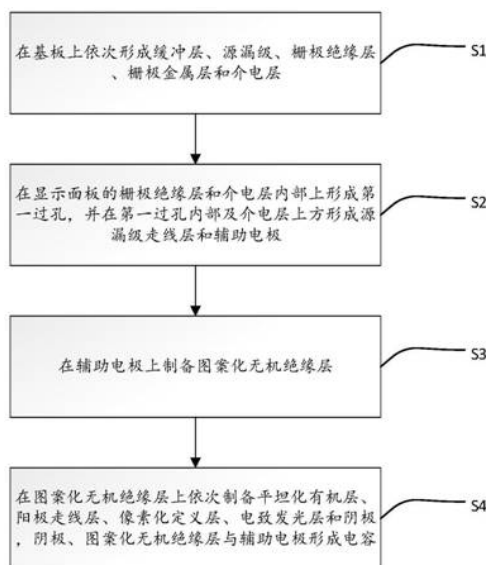 在基板上依次形成缓冲层、源漏级、栅极绝缘层
、栅极金属层和介电层
S1
在显示面板的栅极绝缘层和介电层内部上形成第
一过孔，并在第一过孔内部及介电层上方形成源
漏级走线层和辅助电极
S2
在辅助电极上制备图案化无机绝缘层
S3
在图案化无机绝缘层上依次制备平坦化有机层、
阳极走线层、像素化定义层、电致发光层和阴极
，阴极、图案化无机绝缘层与辅助电极形成电容
S4